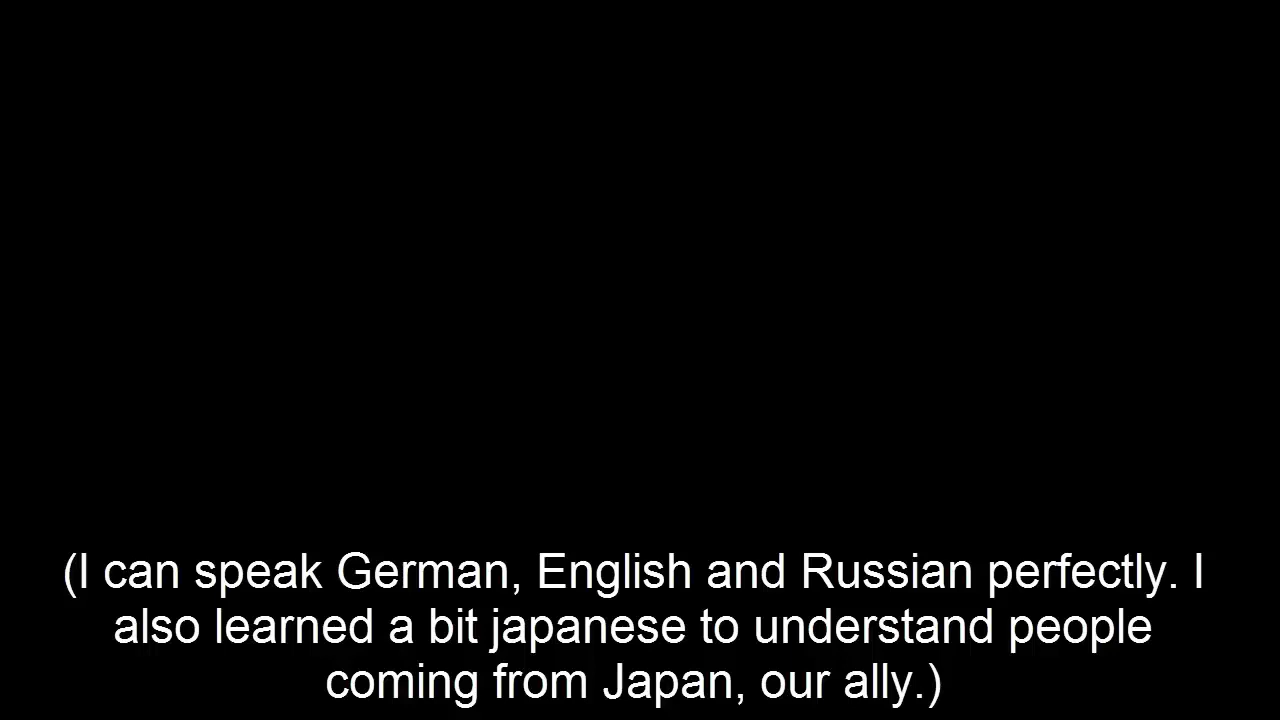 (I can speak German, English and Russian perfectly. I
also learned a bit japanese to understand people
coming from Japan, our ally.)